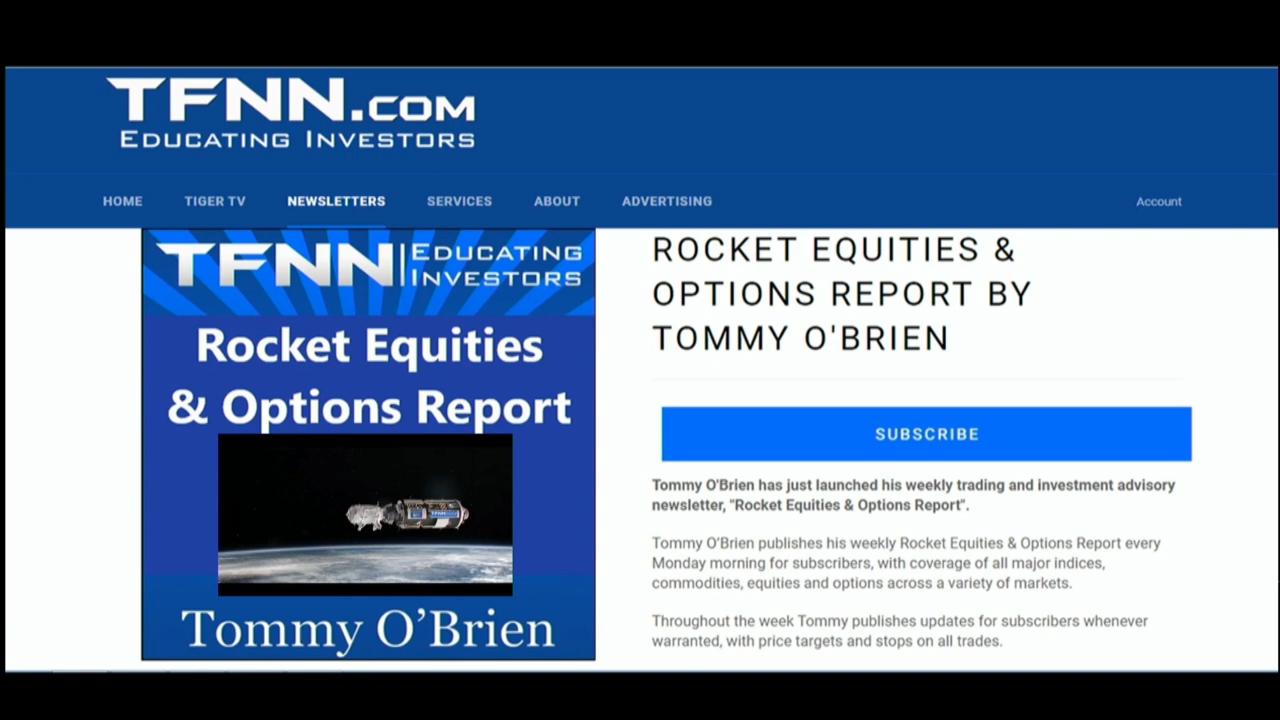 TFNN.COM
EDUCATING INVESTORS
HOME TIGER TV NEWSLETTERS SERVICES ABOUT ADVERTISING Account
TFNN EDUCATING INVESTORS
Rocket Equities
& Options Report
TFNN
Tommy O’Brien
ROCKET EQUITIES &
OPTIONS REPORT BY
TOMMY O'BRIEN
SUBSCRIBE
Tommy O'Brien has just launched his weekly trading and investment advisory
newsletter, "Rocket Equities & Options Report".
Tommy O'Brien publishes his weekly Rocket Equities & Options Report every
Monday morning for subscribers, with coverage of all major indices,
commodities, equities and options across a variety of markets.
Throughout the week Tommy publishes updates for subscribers whenever
warranted, with price targets and stops on all trades.